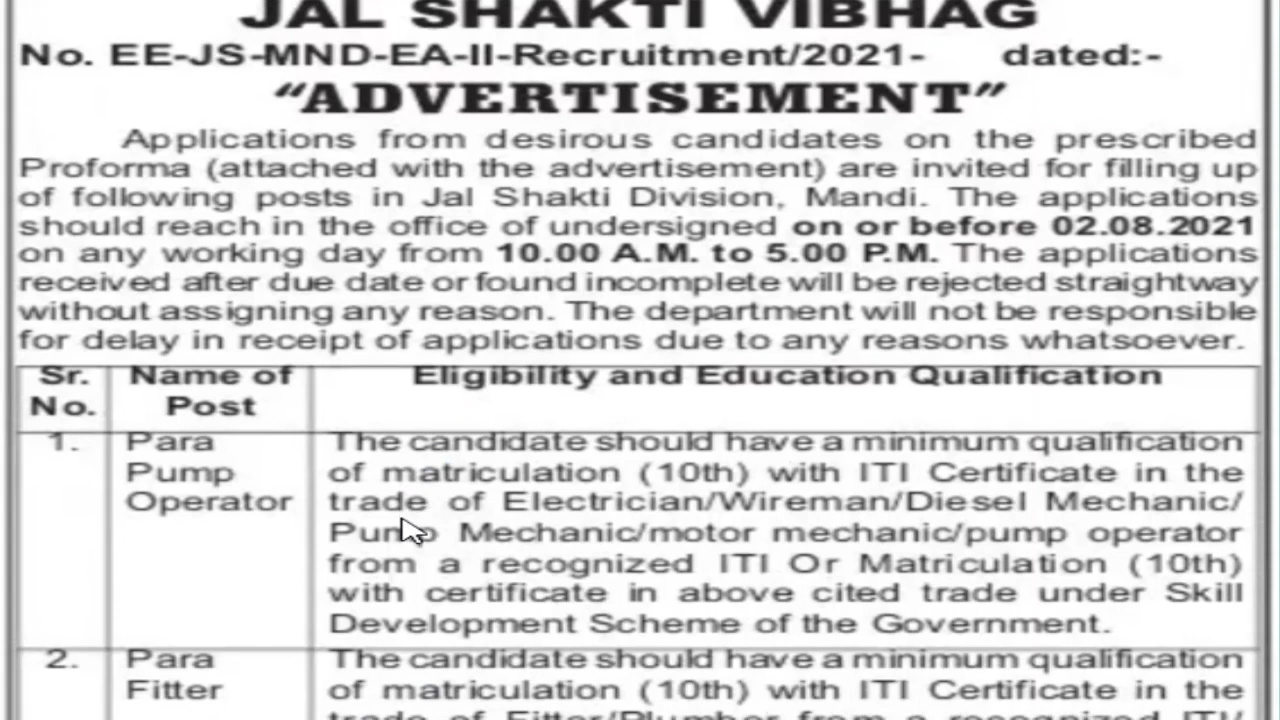 JAL SHAKTI VIBHAG
No. EE-JS-MND-EA-II-Recruitment/2021- dated:-
“ADVERTISEMENT”
Applications from desirous candidates on the prescribed
Proforma (attached with the advertisement) are invited for filling up
of following posts in Jal Shakti Division, Mandi. The applications
should reach in the office of undersigned on or before 02.08.2021
on any working day from 10.00 A.M. to 5.00 P.M. The applications
received after due date or found incomplete will be rejected straightway
without assigning any reason. The department will not be responsible
for delay in receipt of applications due to any reasons whatsoever.
Sr. No. Name of Post Eligibility and Education Qualification
1. Para Pump Operator
The candidate should have a minimum qualification
of matriculation (10th) with ITI Certificate in the
trade of Electrician/Wireman/Diesel Mechanic/
Pump Mechanic/motor mechanic/pump operator
from a recognized ITI Or Matriculation (10th)
with certificate in above cited trade under Skill
Development Scheme of the Government.
2. Para Fitter
The candidate should have a minimum qualification
of matriculation (10th) with ITI Certificate in the
trade of Fitter/Plumber from a recognized ITI/